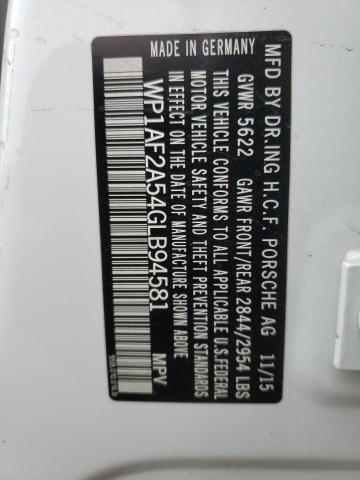 MFD BY DR.ING H.C.F. PORSCHE AG 11/15
GVWR 5622 GAWR FRONT/REAR 2844/2954 LBS
THIS VEHICLE CONFORMS TO ALL APPLICABLE U.S.FEDERAL
MOTOR VEHICLE SAFETY AND THEFT PREVENTION STANDARDS
IN EFFECT ON THE DATE OF MANUFACTURE SHOWN ABOVE
WP1AF2A54GLB94581 MPV
MADE IN GERMANY